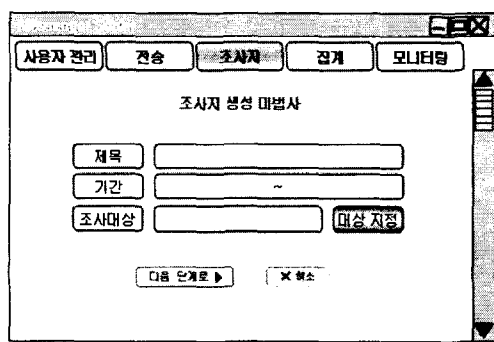 사용자 관리 전송 조사지 집계 모니터링
조사지 생성 마법사
제목
기간 ~
조사대상 대상 지정
다음 단계로 ▶ ✕ 취소